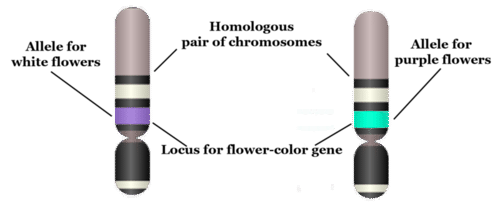 Homologous
pair of chromosomes
Allele for
white flowers
Allele for
purple flowers
Locus for flower-color gene